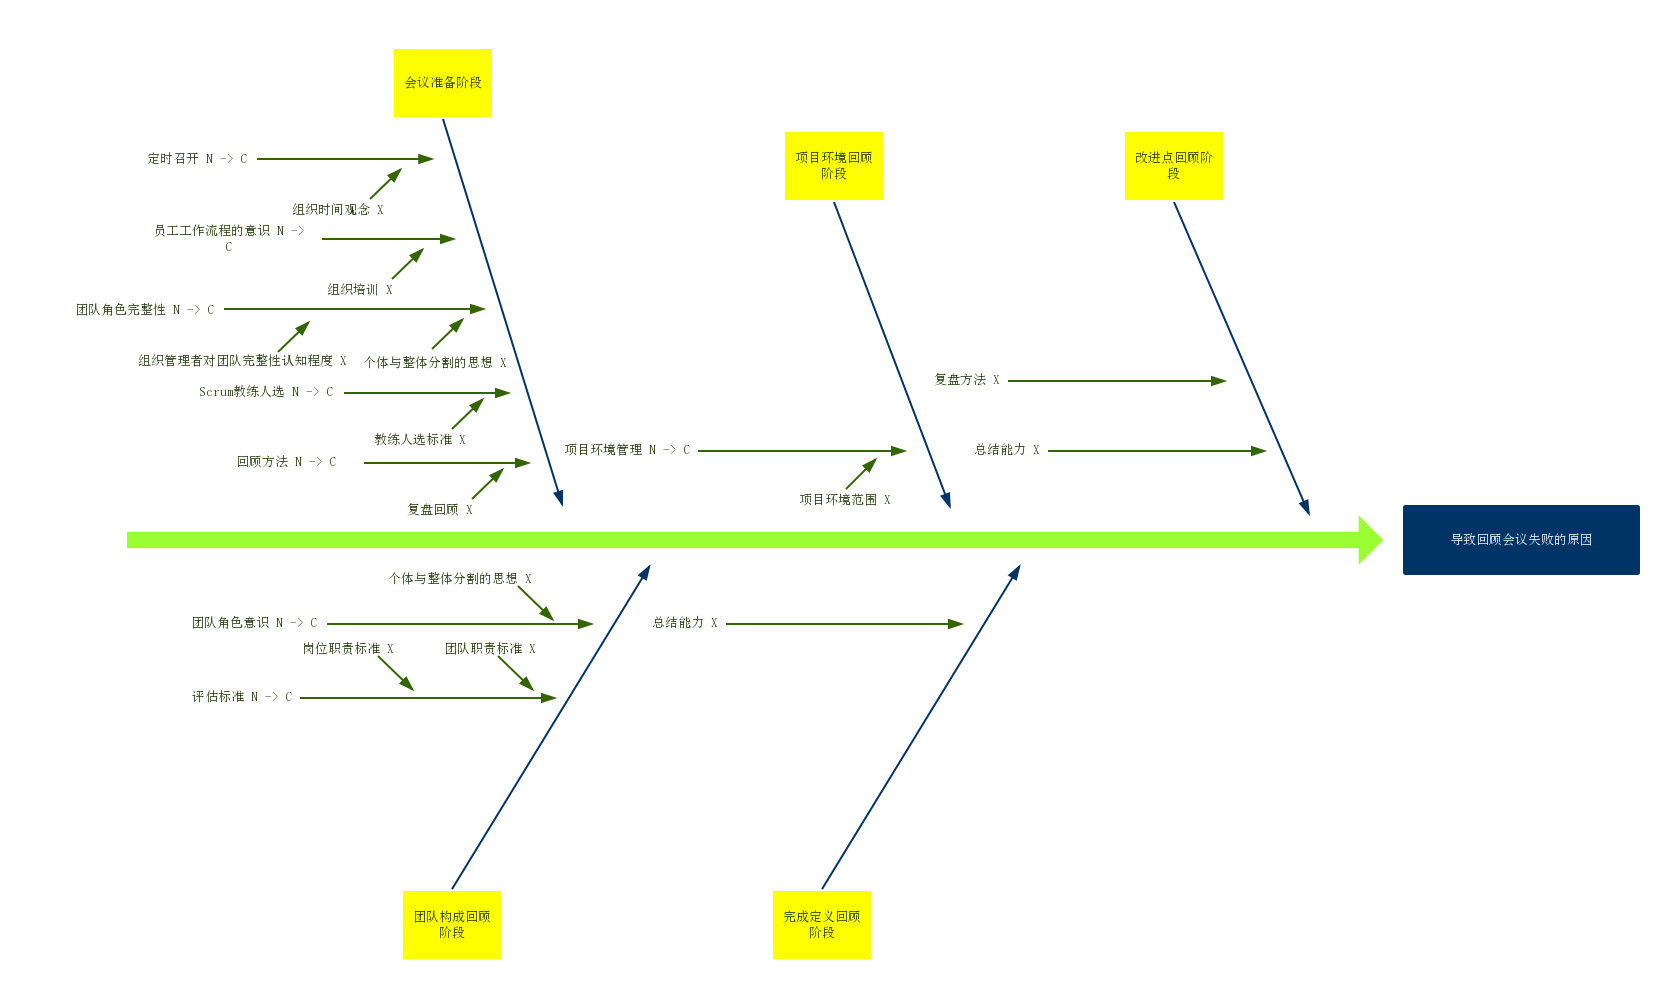 会议准备阶段
定时召开 N -> C
组织时间观念 X
员工工作流程的意识 N ->
C
组织培训 X
团队角色完整性 N -> C
组织管理者对团队完整性认知程度 X
个体与整体分割的思想 X
Scrum教练人选 N -> C
教练人选标准 X
回顾方法 N -> C
复盘回顾 X
项目环境回顾
阶段
项目环境管理 N -> C
项目环境范围 X
改进点回顾阶
段
复盘方法 X
总结能力 X
导致回顾会议失败的原因
个体与整体分割的思想 X
团队角色意识 N -> C
岗位职责标准 X
团队职责标准 X
评估标准 N -> C
团队构成回顾
阶段
总结能力 X
完成定义回顾
阶段